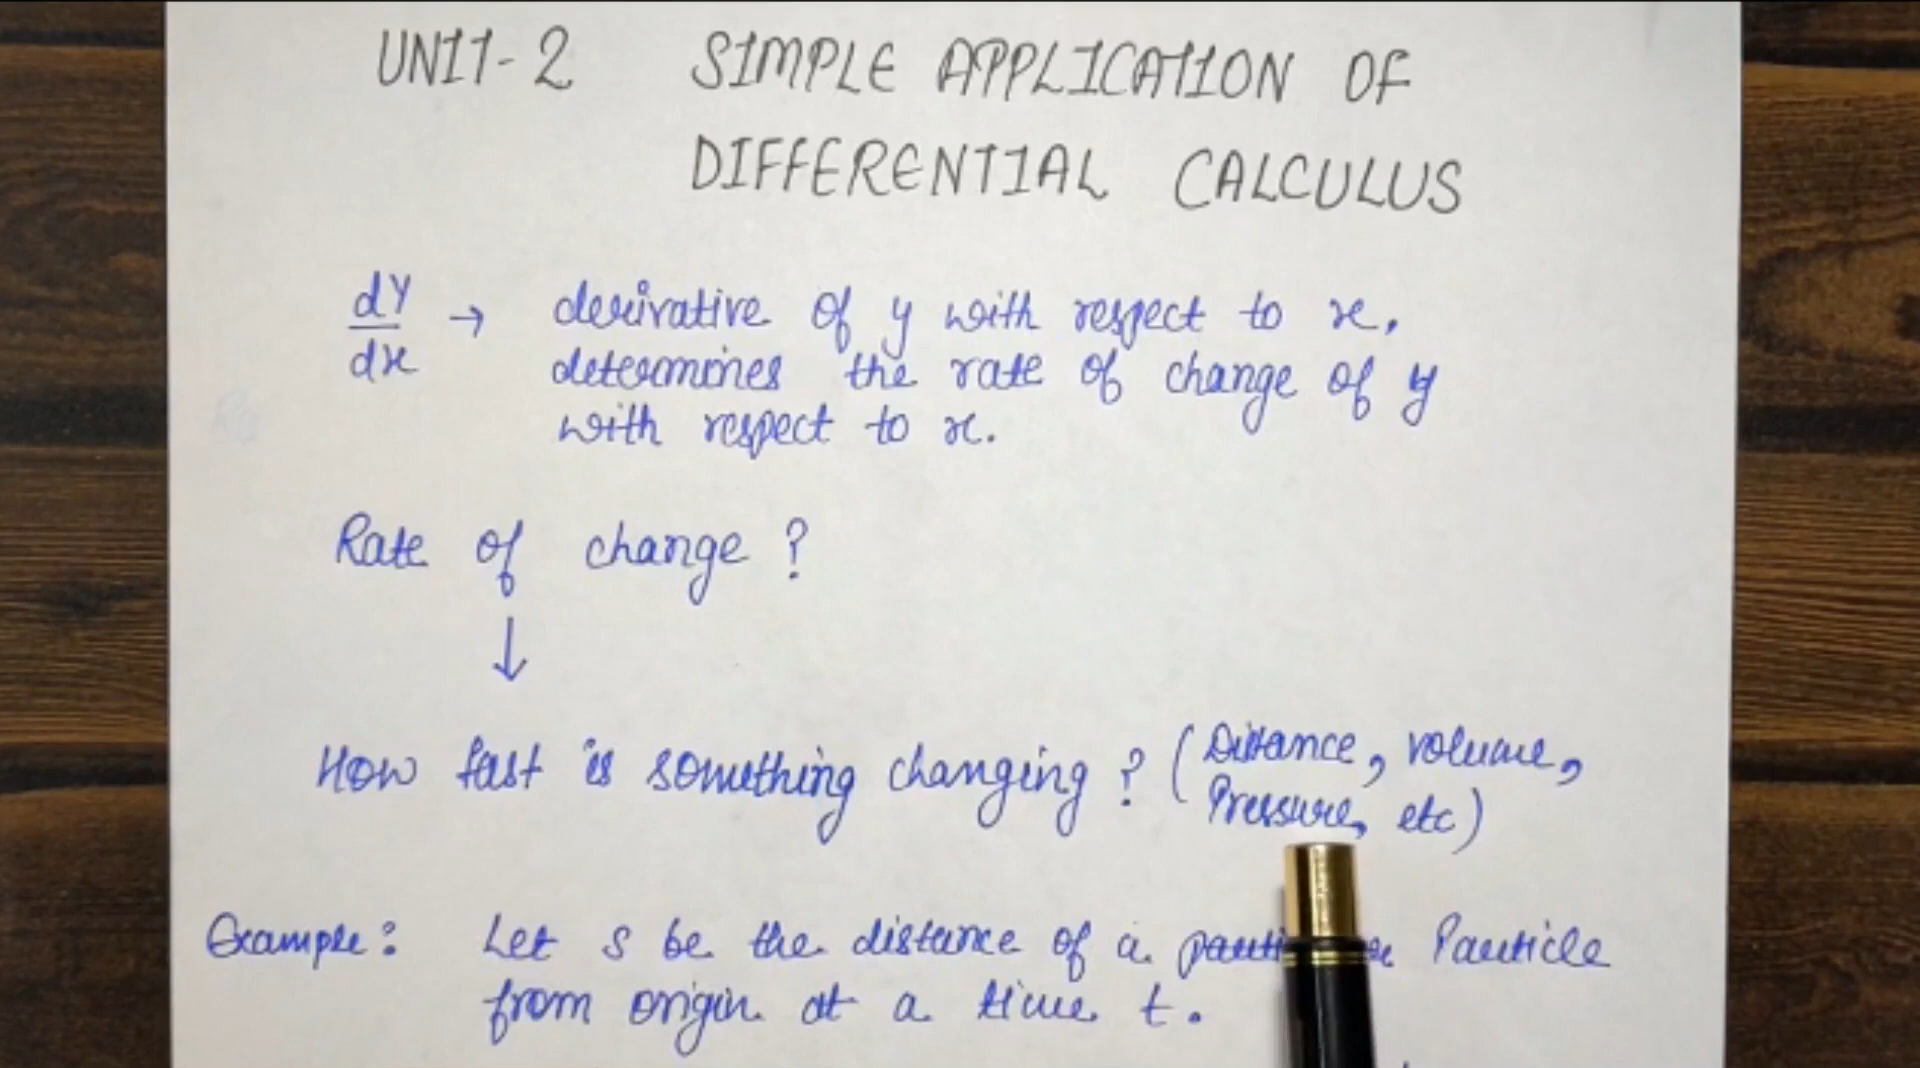 UNIT-2 SIMPLE APPLICATION OF
DIFFERENTIAL CALCULUS
dy/dx → derivative of y with respect to x.
determines the rate of change of y
with respect to x.
Rate of change ?
↓
How fast is something changing ? (Distance, volume,
Pressure, etc)
Example: Let s be the distance of a Particle
from origin at a time t.